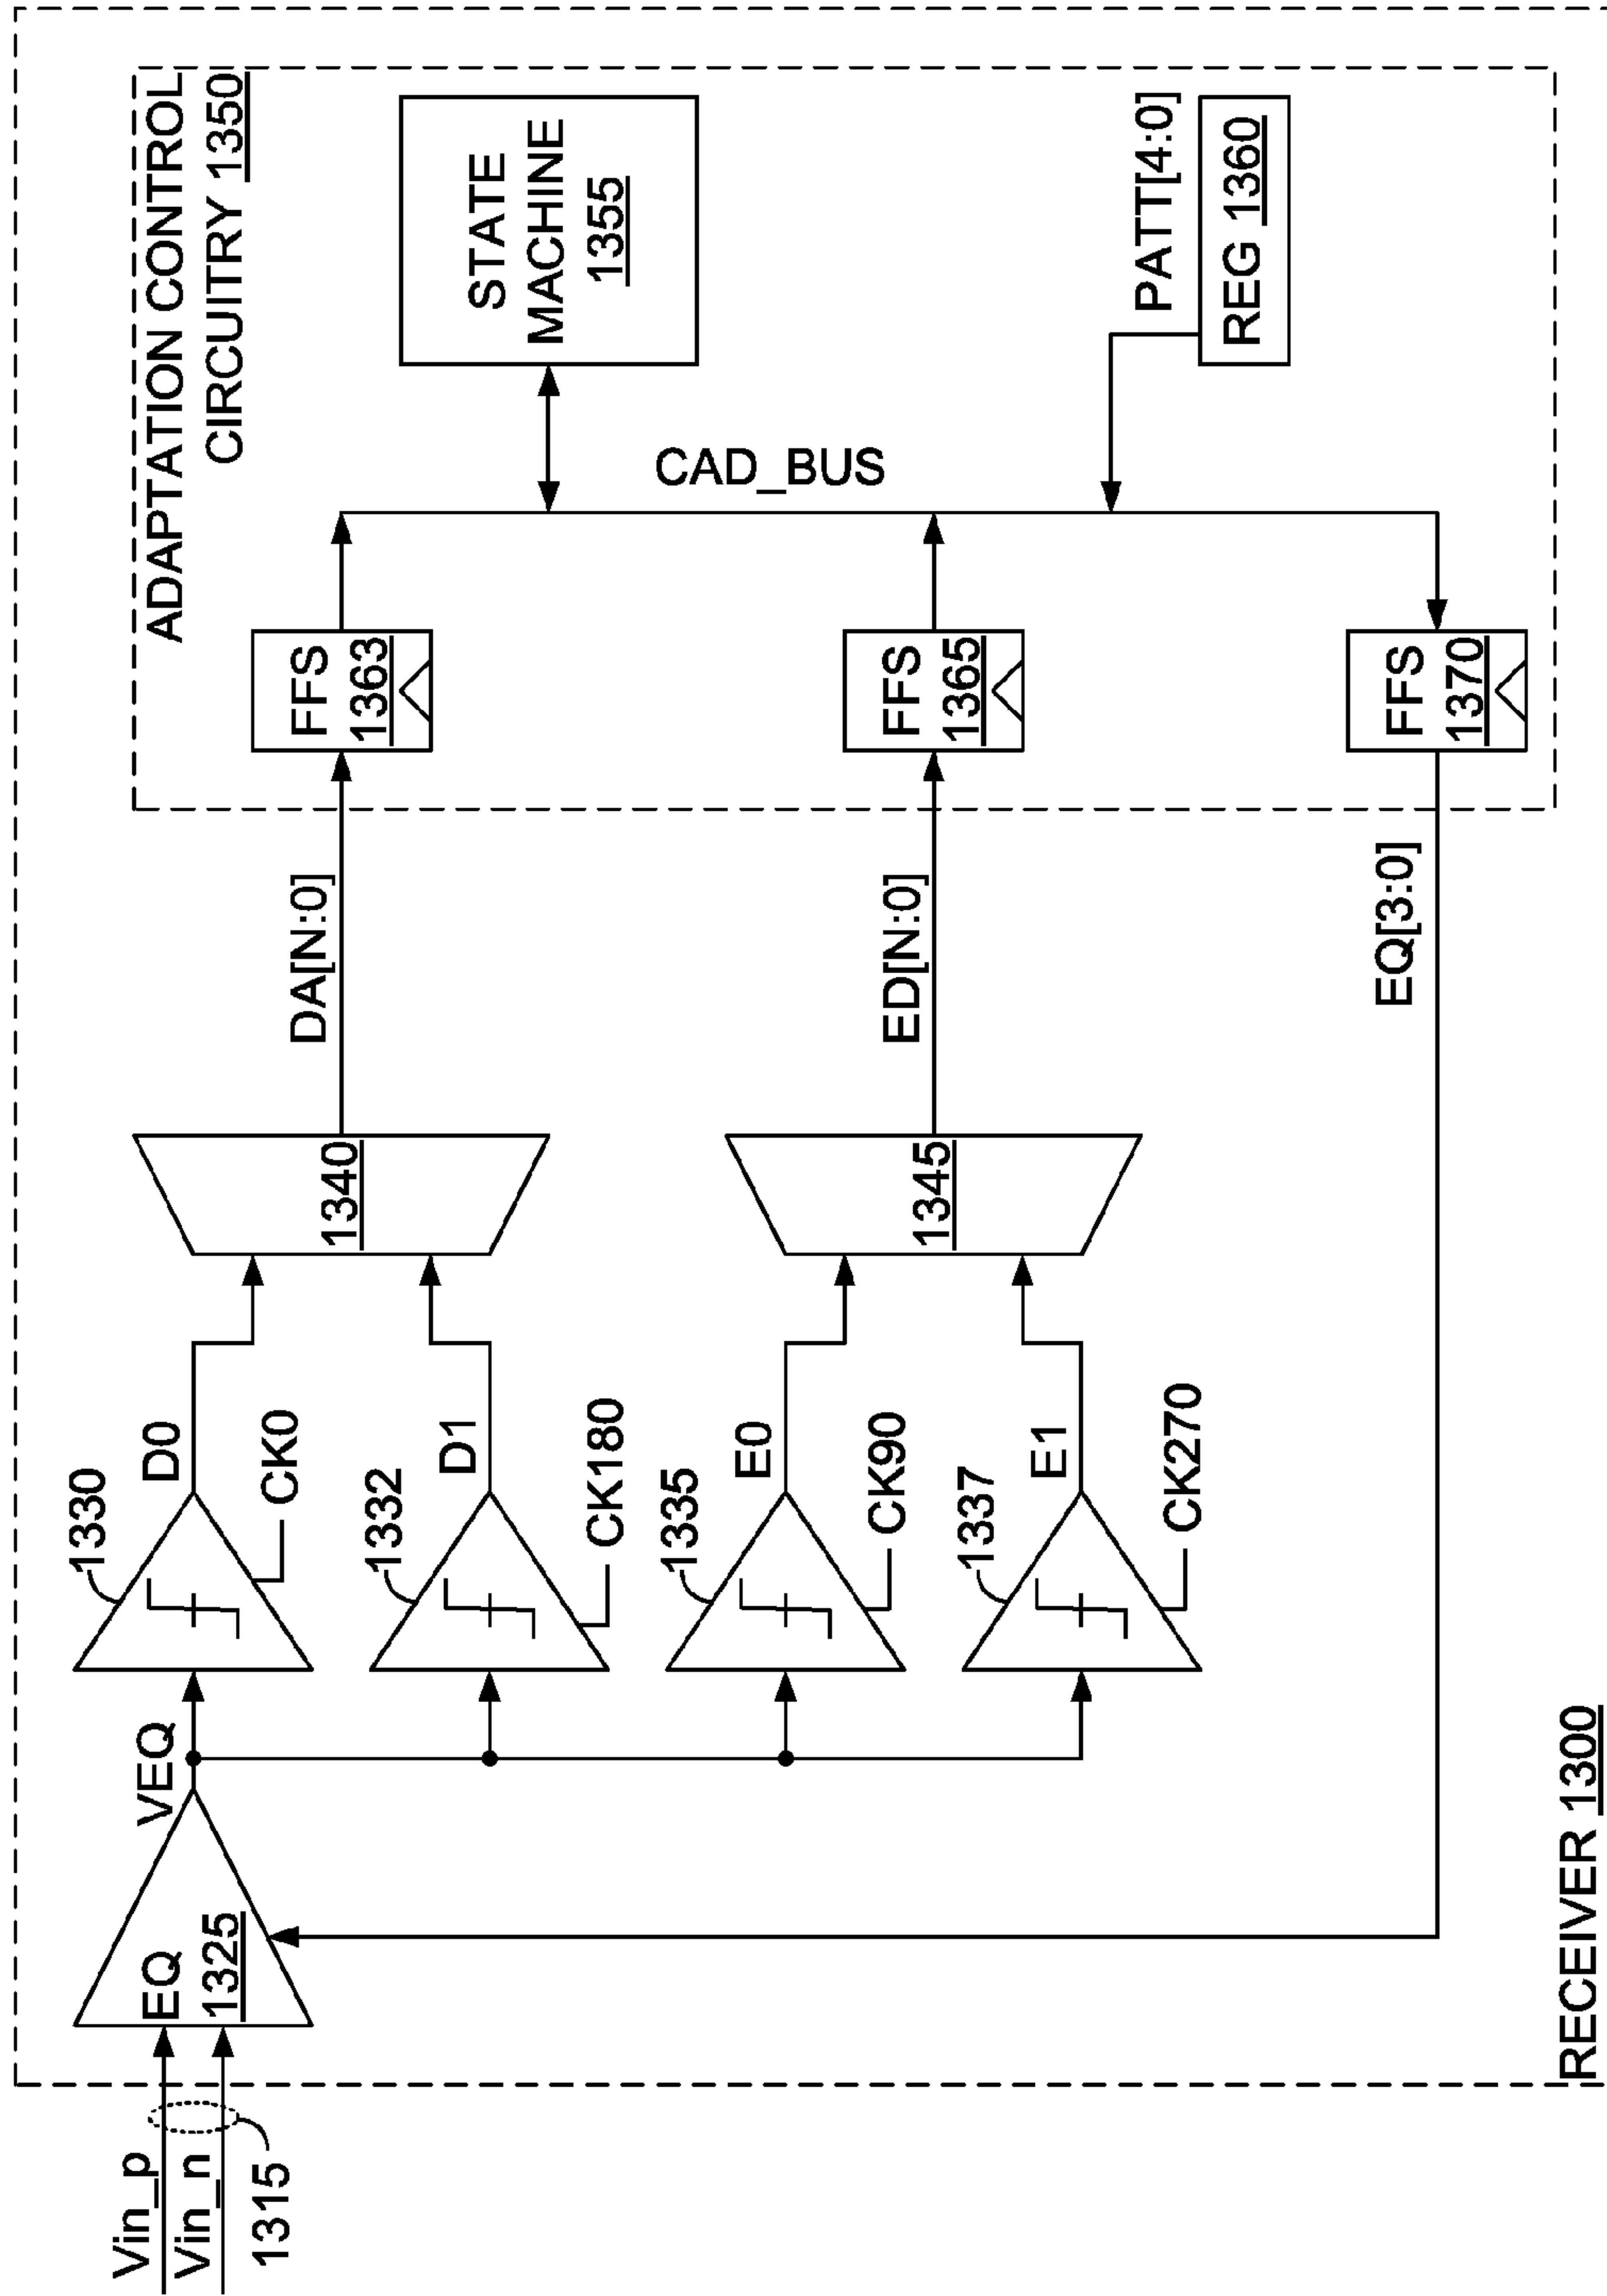 Vin_p
Vin_n
1315
EQ
1325
VEQ
1330
D0
CK0
1332
D1
CK180
1335
E0
CK90
1337
E1
CK270
1340
1345
DA[N:0]
ED[N:0]
EQ[3:0]
ADAPTATION CONTROL
CIRCUITRY 1350
FFS
1363
FFS
1365
FFS
1370
CAD_BUS
STATE
MACHINE
1355
PATT[4:0]
REG 1360
RECEIVER 1300